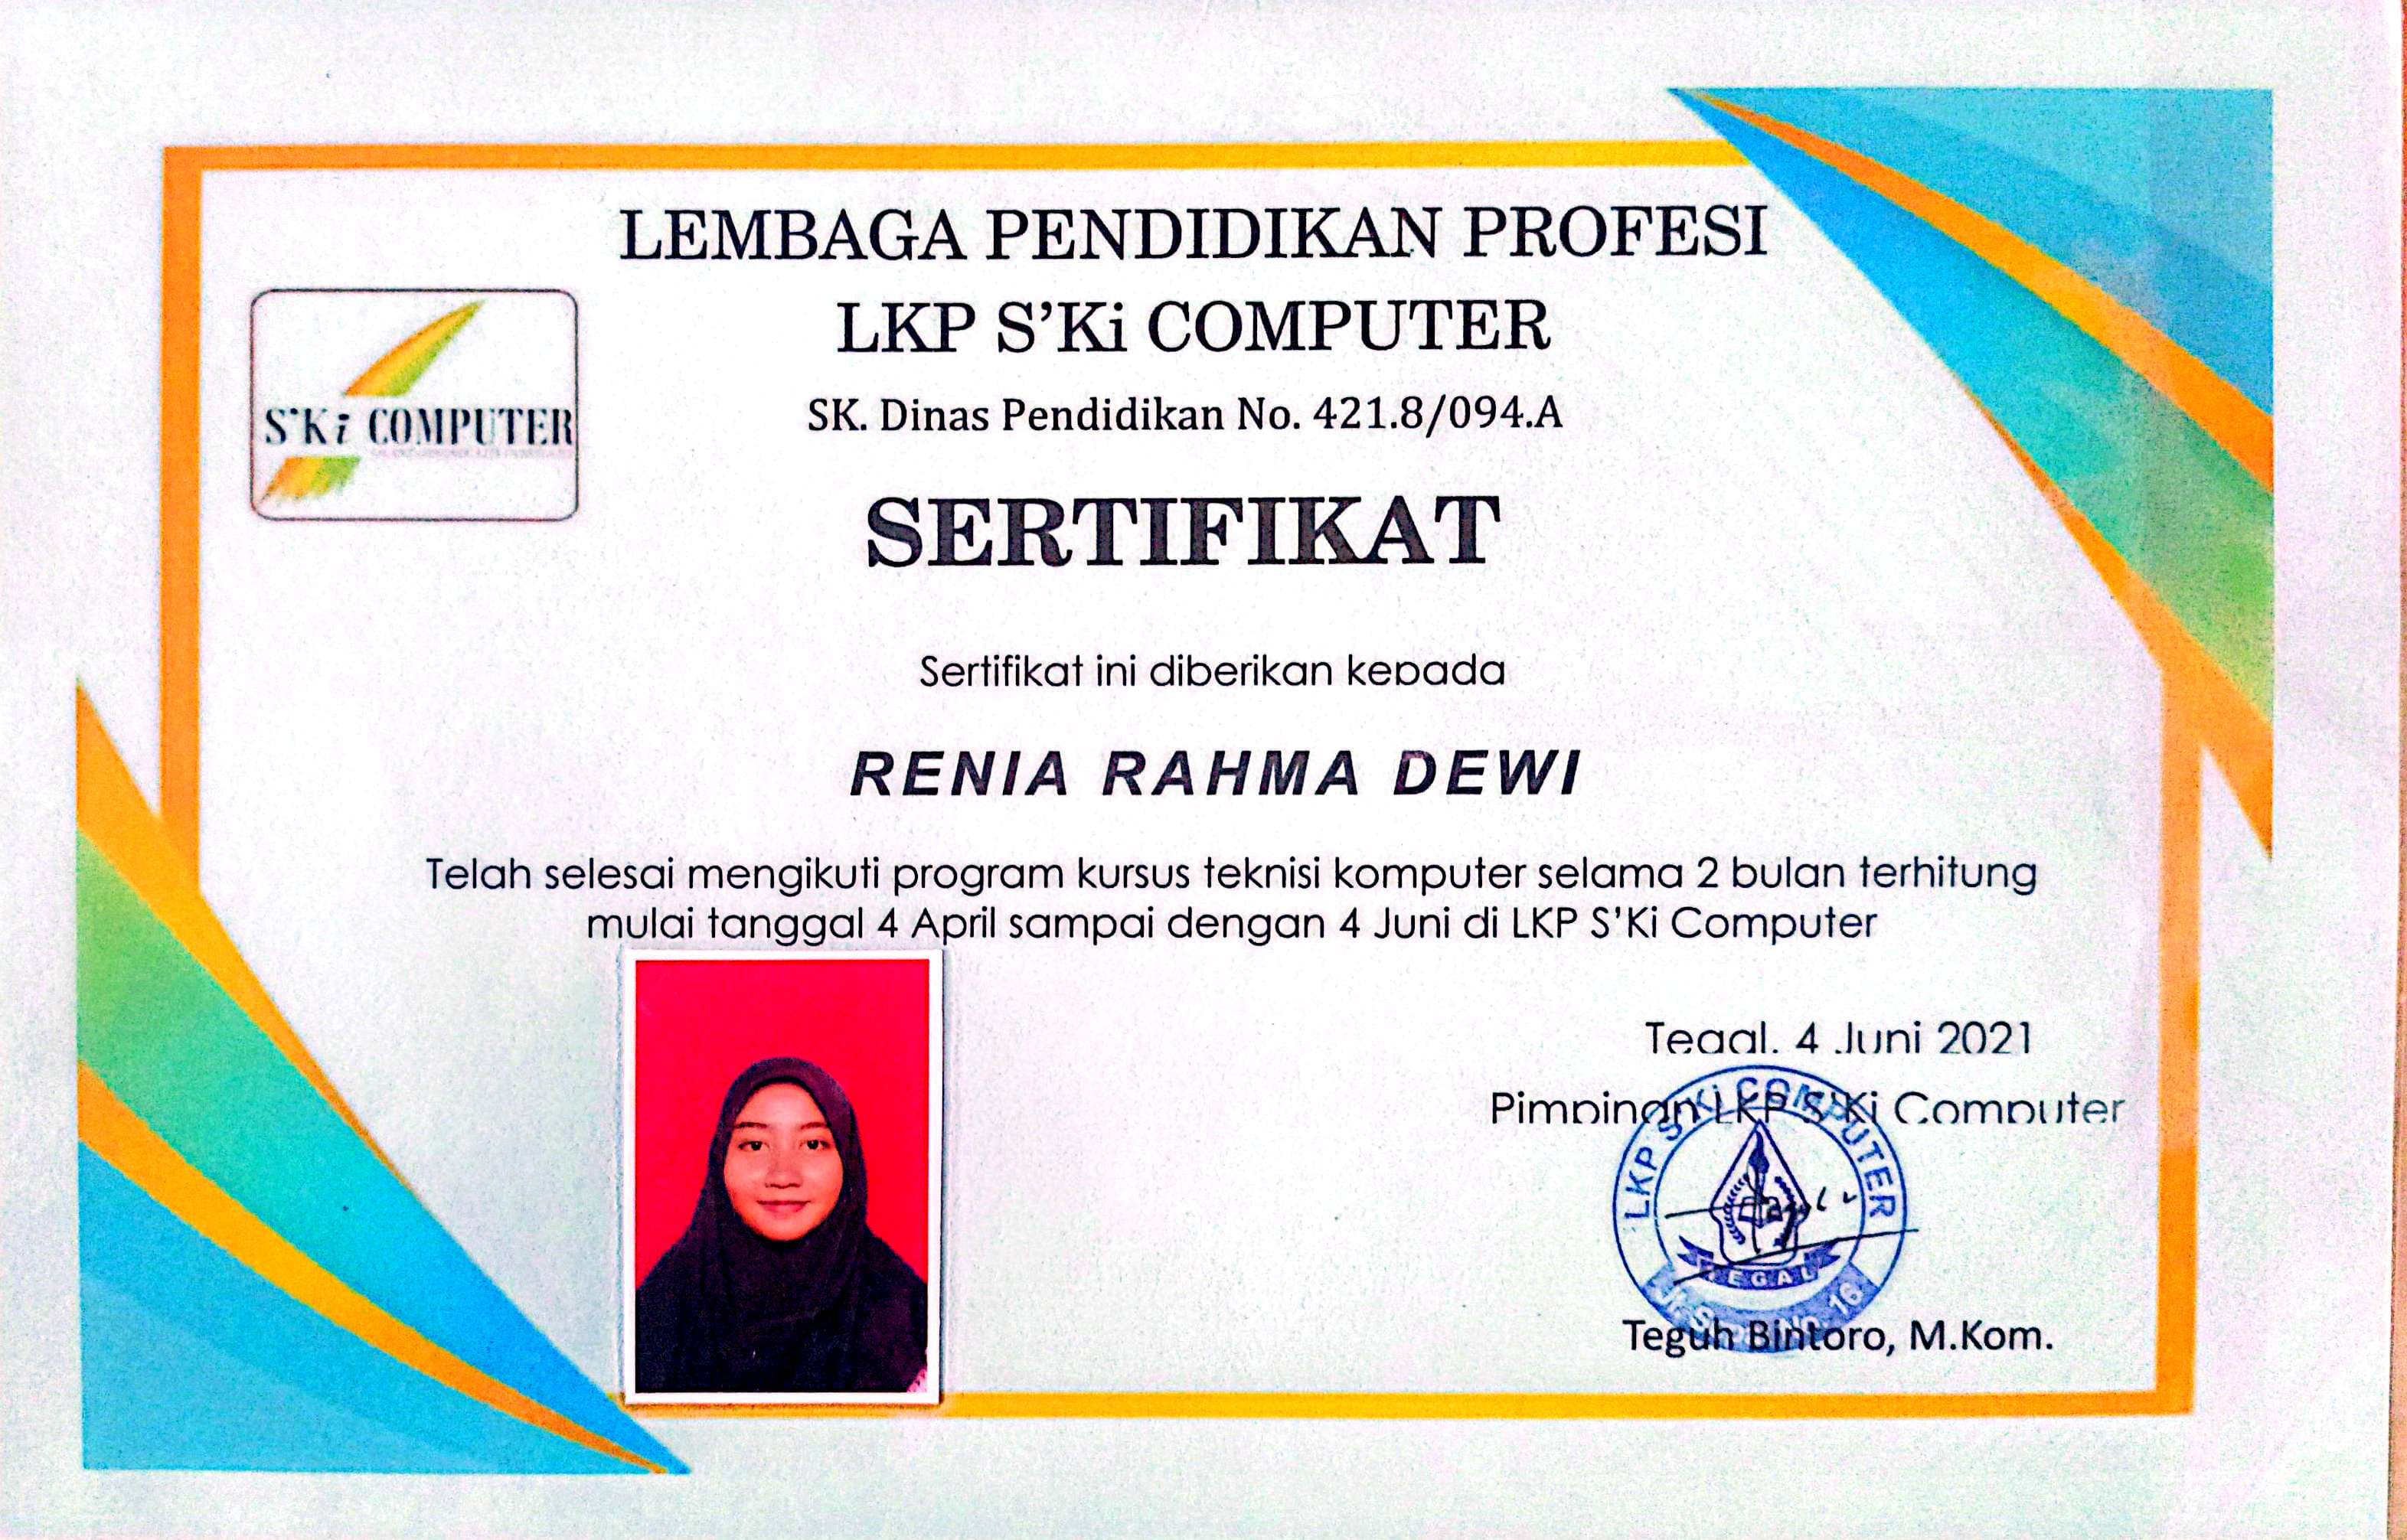 LEMBAGA PENDIDIKAN PROFESI
LKP S'Ki COMPUTER
SK. Dinas Pendidikan No. 421.8/094.A
S'Ki COMPUTER
SERTIFIKAT
Sertifikat ini diberikan kepada
RENIA RAHMA DEWI
Telah selesai mengikuti program kursus teknisi komputer selama 2 bulan terhitung
mulai tanggal 4 April sampai dengan 4 Juni di LKP S'Ki Computer
Tegal, 4 Juni 2021
Pimpinan LKP S'Ki Computer
LKP S'Ki COMPUTER
TEGAL
16
Teguh Bintoro, M.Kom.